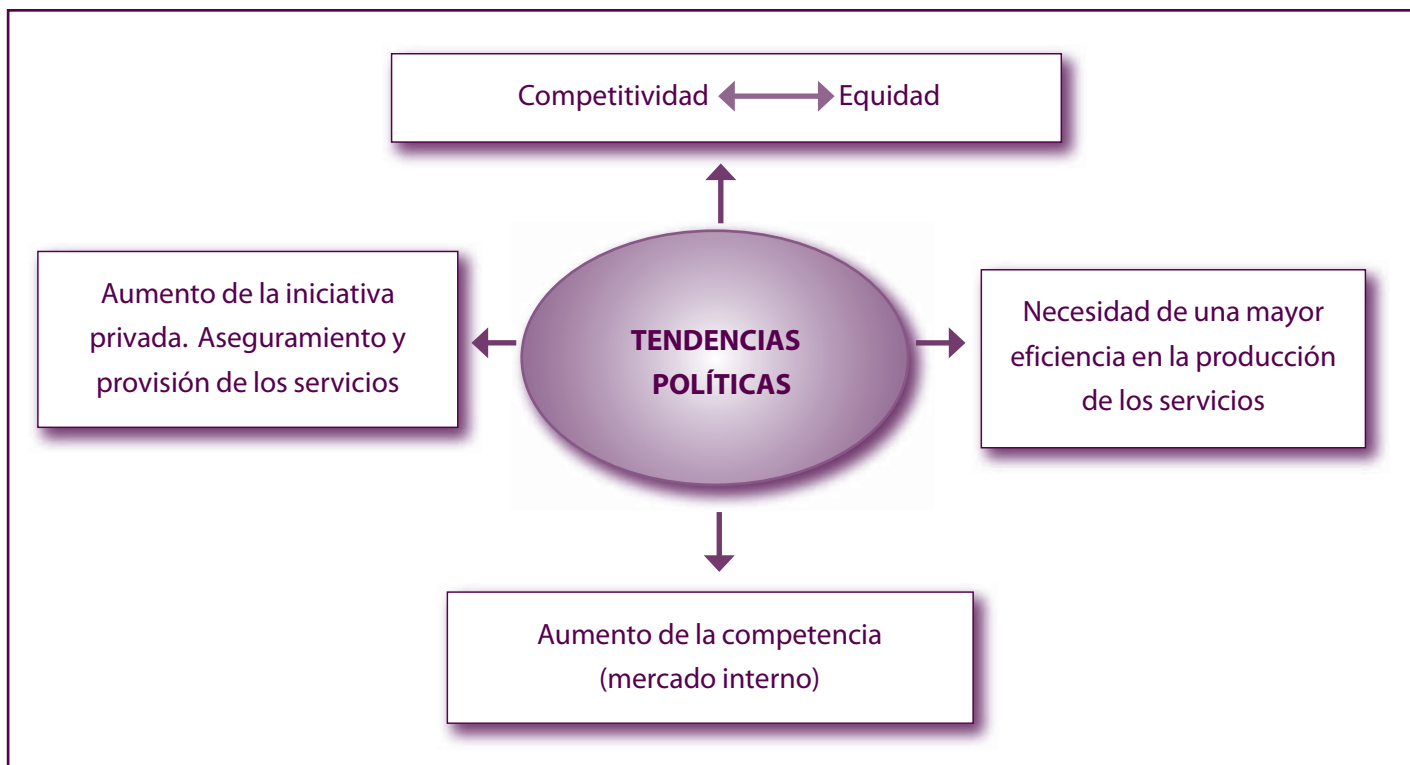 Competitividad Equidad
Aumento de la iniciativa
privada. Aseguramiento y
provisión de los servicios
TENDENCIAS
POLÍTICAS
Necesidad de una mayor
eficiencia en la producción
de los servicios
Aumento de la competencia
(mercado interno)